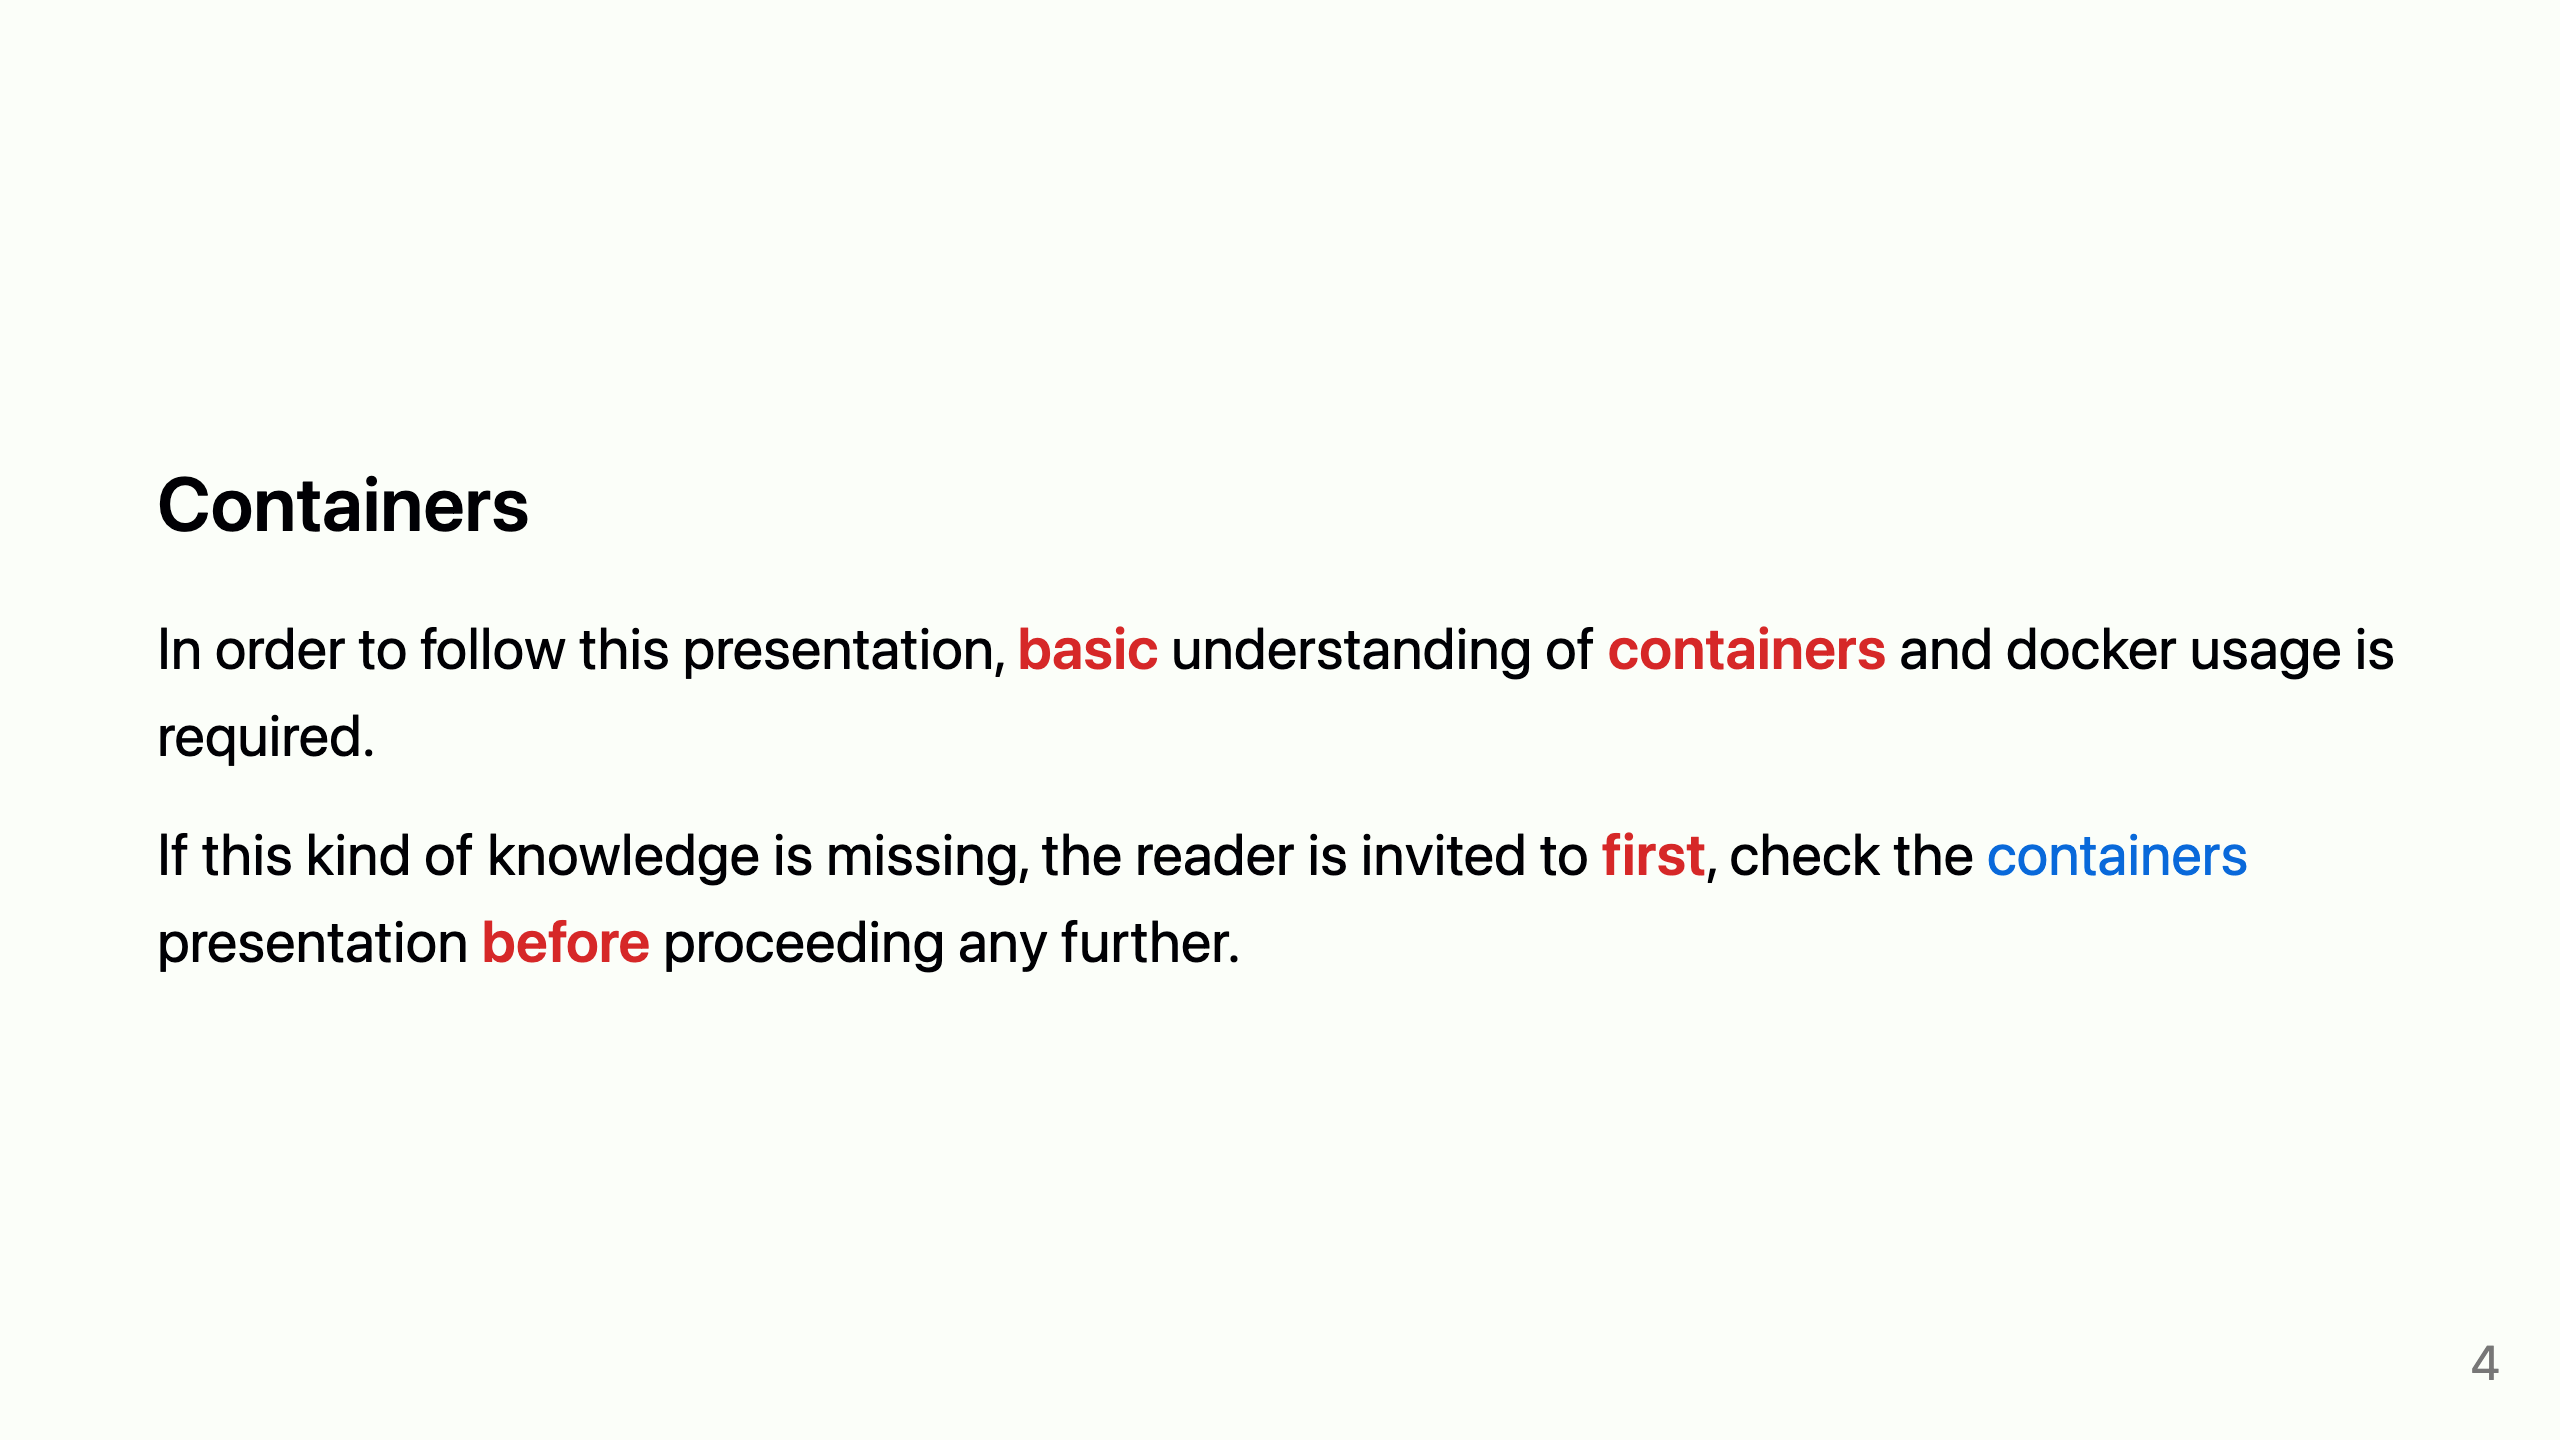 Containers
In order to follow this presentation, basic understanding of containers and docker usage is
required.
If this kind of knowledge is missing, the reader is invited to first, check the containers
presentation before proceeding any further.
4